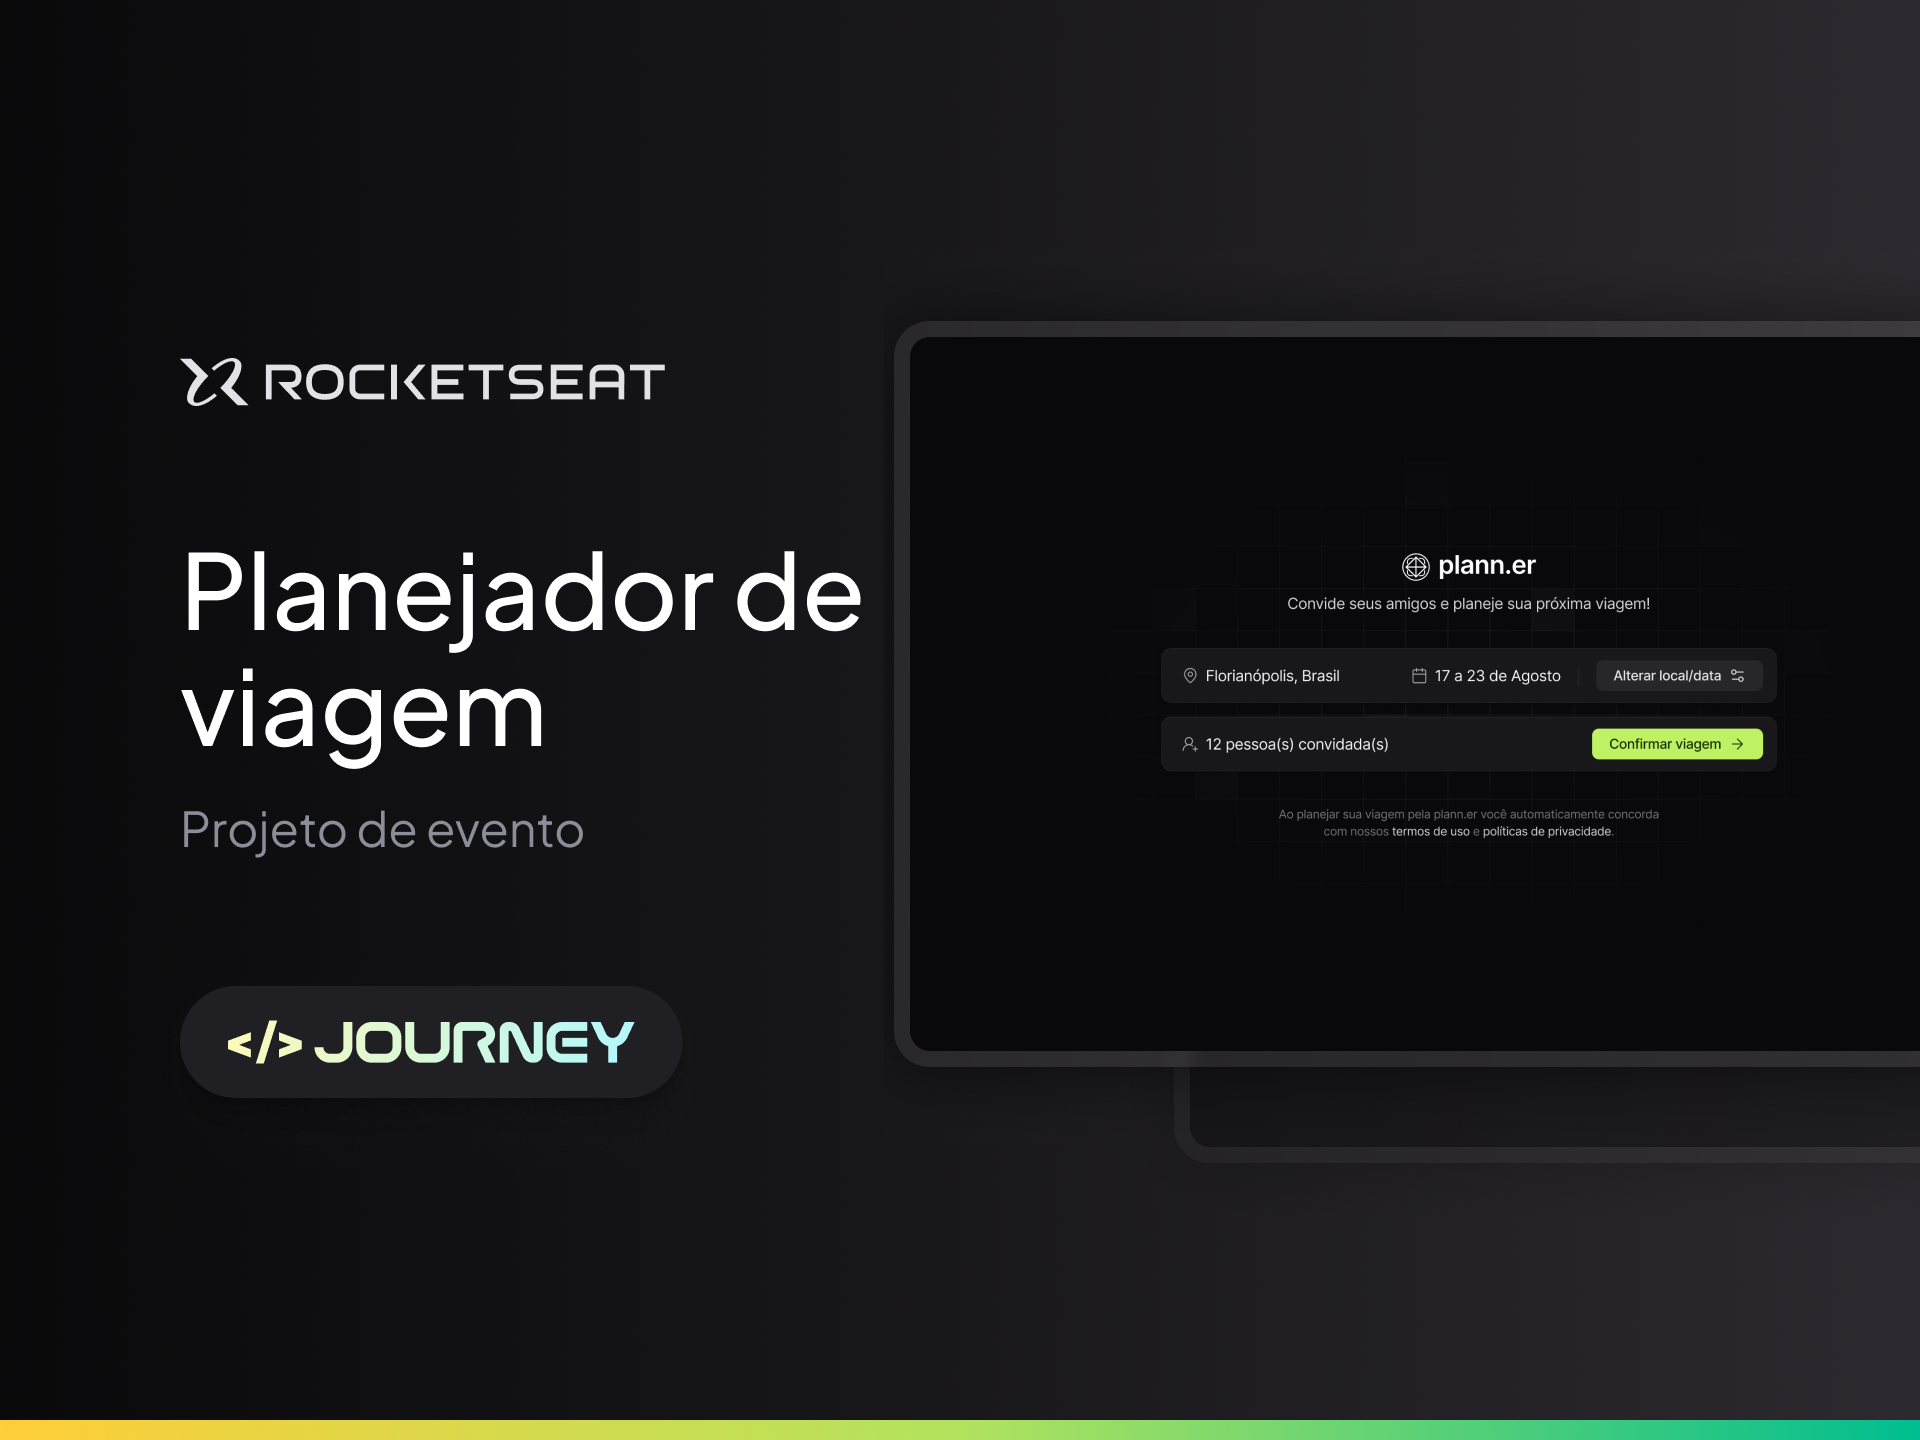 ROCKETSEAT
Planejador de
viagem
Projeto de evento
</> JOURNEY
plann.er
Convide seus amigos e planeje sua próxima viagem!
Florianópolis, Brasil 17 a 23 de Agosto Alterar local/data
12 pessoa(s) convidada(s) Confirmar viagem
Ao planejar sua viagem pela plann.er você automaticamente concorda
com nossos termos de uso e políticas de privacidade.